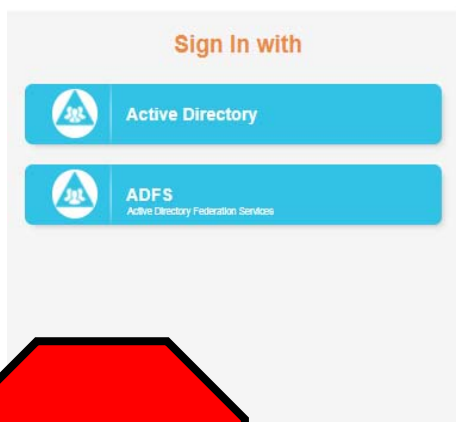 Sign In with
Active Directory
ADFS
Active Directory Federation Services